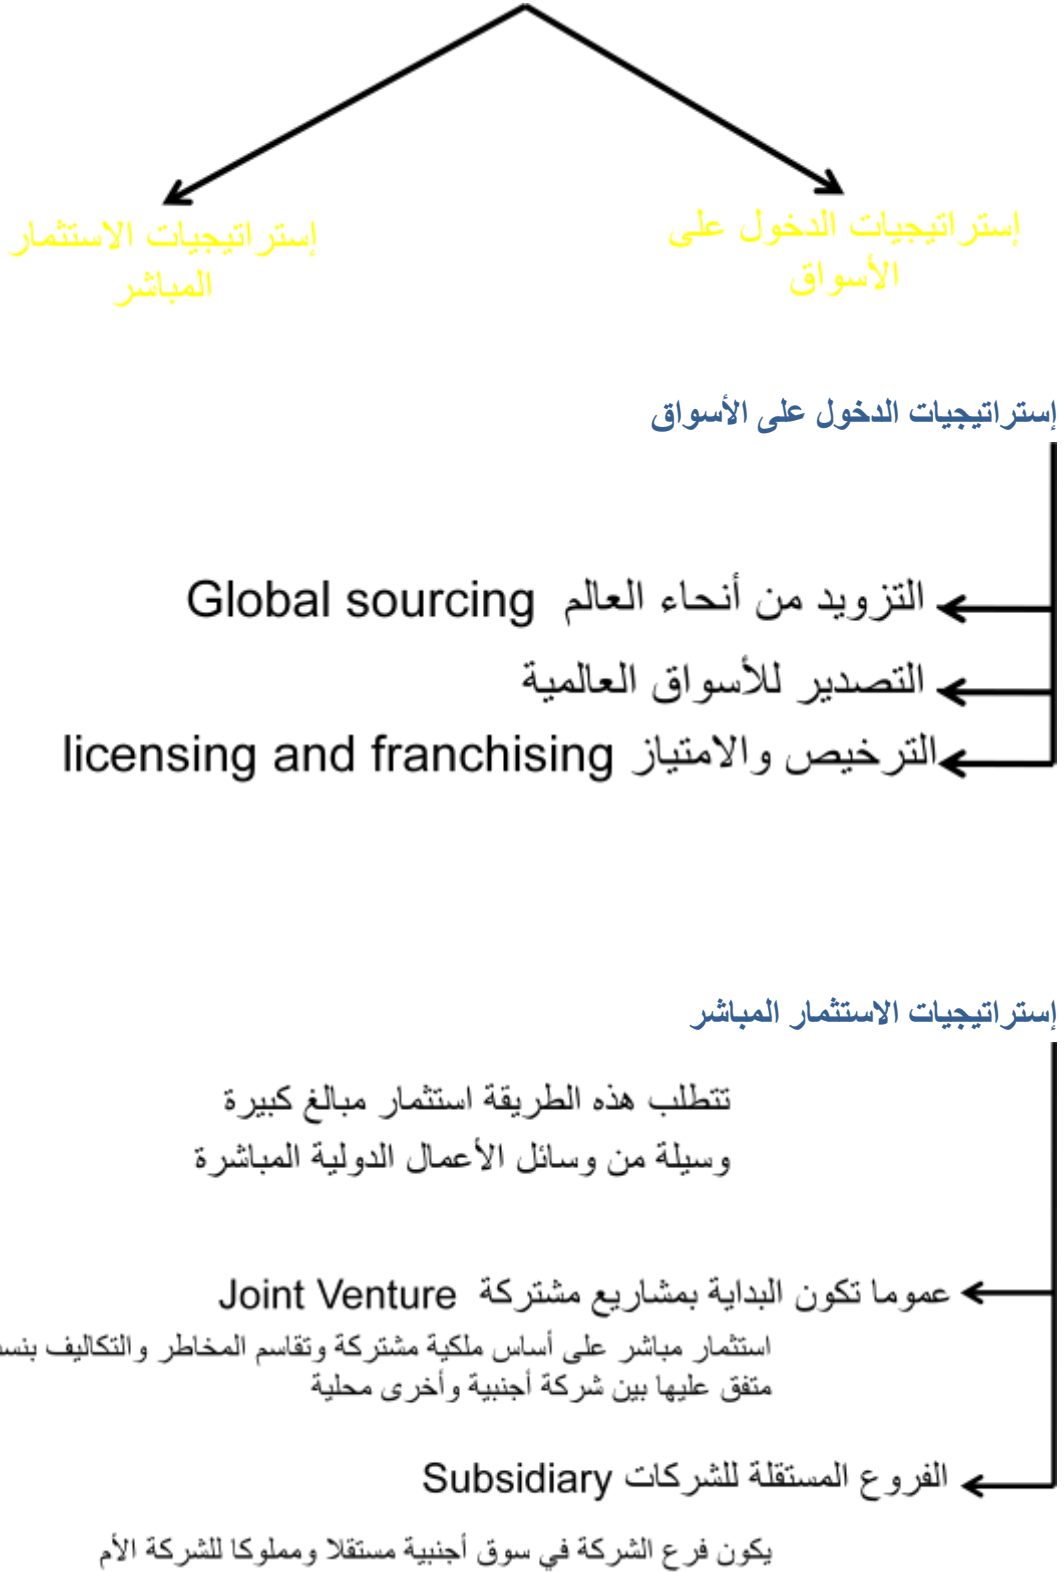 إستراتيجيات الدخول على
الأسواق
إستراتيجيات الاستثمار
المباشر
إستراتيجيات الدخول على الأسواق
التزويد من أنحاء العالم Global sourcing
التصدير للأسواق العالمية
الترخيص والامتياز licensing and franchising
إستراتيجيات الاستثمار المباشر
تتطلب هذه الطريقة استثمار مبالغ كبيرة
وسيلة من وسائل الأعمال الدولية المباشرة
عموما تكون البداية بمشاريع مشتركة Joint Venture
استثمار مباشر على أساس ملكية مشتركة وتقاسم المخاطر والتكاليف
متفق عليها بين شركة أجنبية وأخرى محلية
الفروع المستقلة للشركات Subsidiary
يكون فرع الشركة في سوق أجنبية مستقلا ومملوكا للشركة الأم